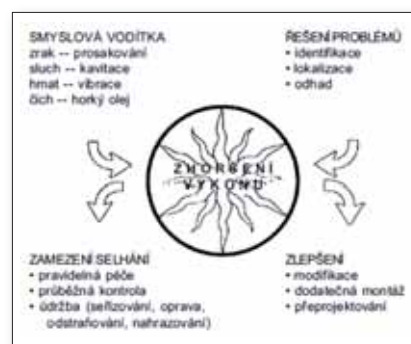 SMYSLOVÁ VODÍTKA
zrak -- prosakování
sluch -- kavitace
hmat -- vibrace
čich -- horký olej
ŘEŠENÍ PROBLÉMŮ
• identifikace
• lokalizace
• odhad
ZHORŠENÍ
VÝKONU
ZAMEZENÍ SELHÁNÍ
• pravidelná péče
• průběžná kontrola
• údržba (seřizování, oprava,
odstraňování, nahrazování)
ZLEPŠENÍ
• modifikace
• dodatečná montáž
• přeprojektování